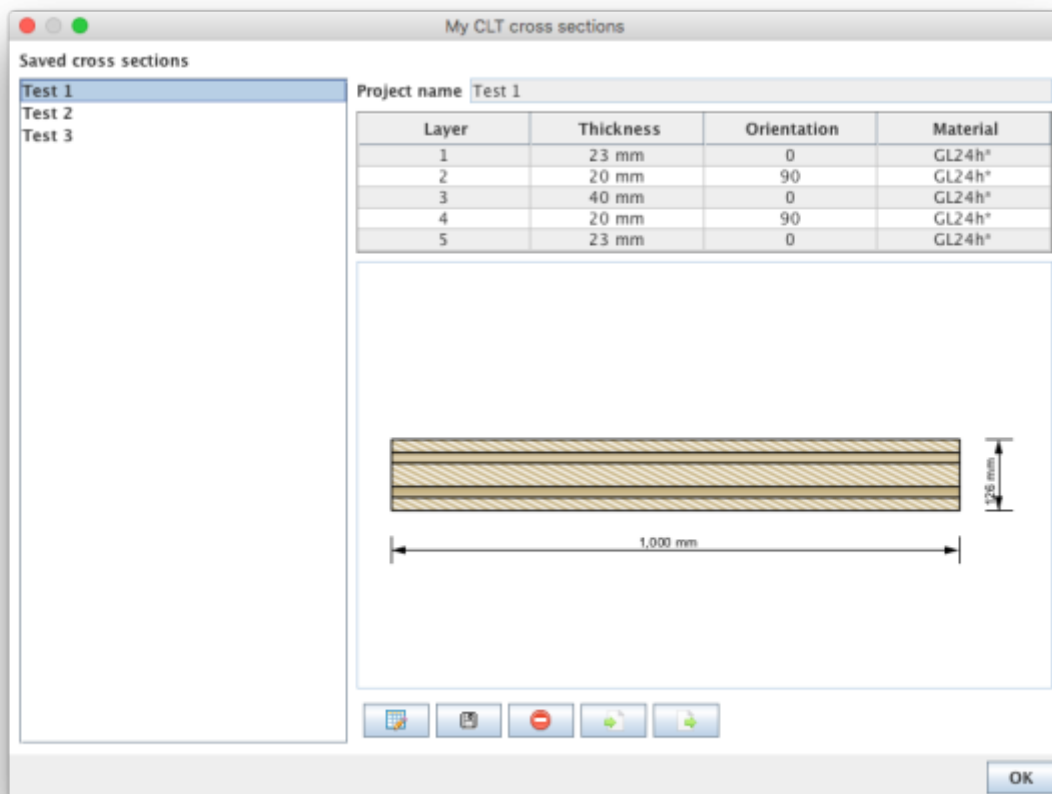 My CLT cross sections
Saved cross sections
Test 1
Test 2
Test 3
Project name Test 1
Layer Thickness Orientation Material
1 23 mm 0 GL24h*
2 20 mm 90 GL24h*
3 40 mm 0 GL24h*
4 20 mm 90 GL24h*
5 23 mm 0 GL24h*
126 mm
1,000 mm
OK